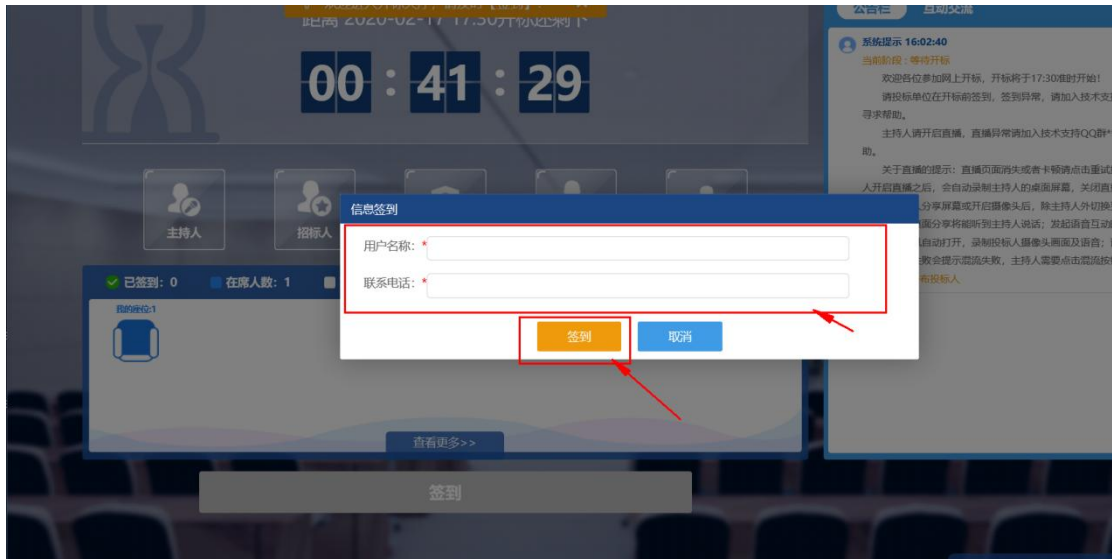 公告栏 互动交流
距离 2020-02-17 17:30开标还剩下
00 : 41 : 29
系统提示 16:02:40
当前阶段：等待开标
欢迎各位参加网上开标，开标将于17:30准时开始！
请投标单位在开标前签到，签到异常，请加入技术支
寻求帮助。
主持人请开启直播，直播异常请加入技术支持QQ群*
助。
关于直播的提示：直播页面消失或者卡顿请点击重试
人开启直播之后，会自动录制主持人的桌面屏幕，关闭直
分享屏幕或开启摄像头后，除主持人外切换
面分享将能听到主持人说话；发起语音互动
自动打开，录制投标人摄像头画面及语音；
败会提示混流失败，主持人需要点击混流按
布投标人
主持人
招标人
信息签到
用户名称：*
联系电话：*
签到 取消
已签到：0 在席人数：1
我的座位:1
查看更多>>
签到